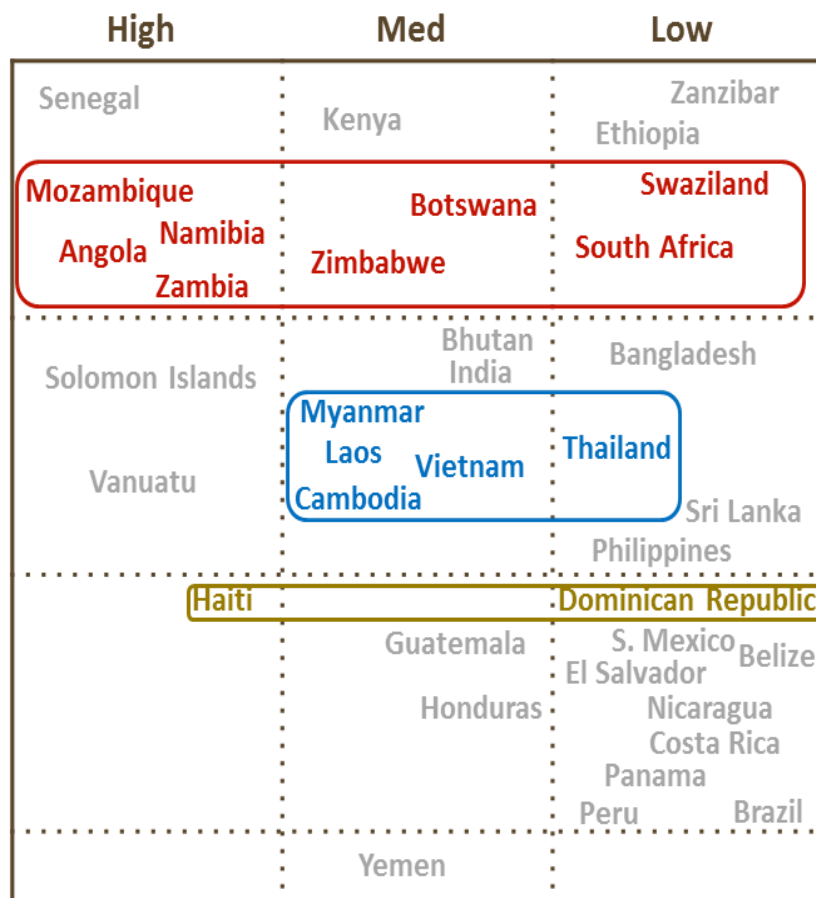 High Med Low
Senegal
Kenya
Zanzibar
Ethiopia
Mozambique
Angola
Namibia
Zambia
Botswana
Zimbabwe
Swaziland
South Africa
Solomon Islands
Vanuatu
Bhutan
India
Myanmar
Laos
Vietnam
Cambodia
Bangladesh
Thailand
Sri Lanka
Philippines
Haiti
Dominican Republic
Guatemala
Honduras
S. Mexico
Belize
El Salvador
Nicaragua
Costa Rica
Panama
Peru
Brazil
Yemen